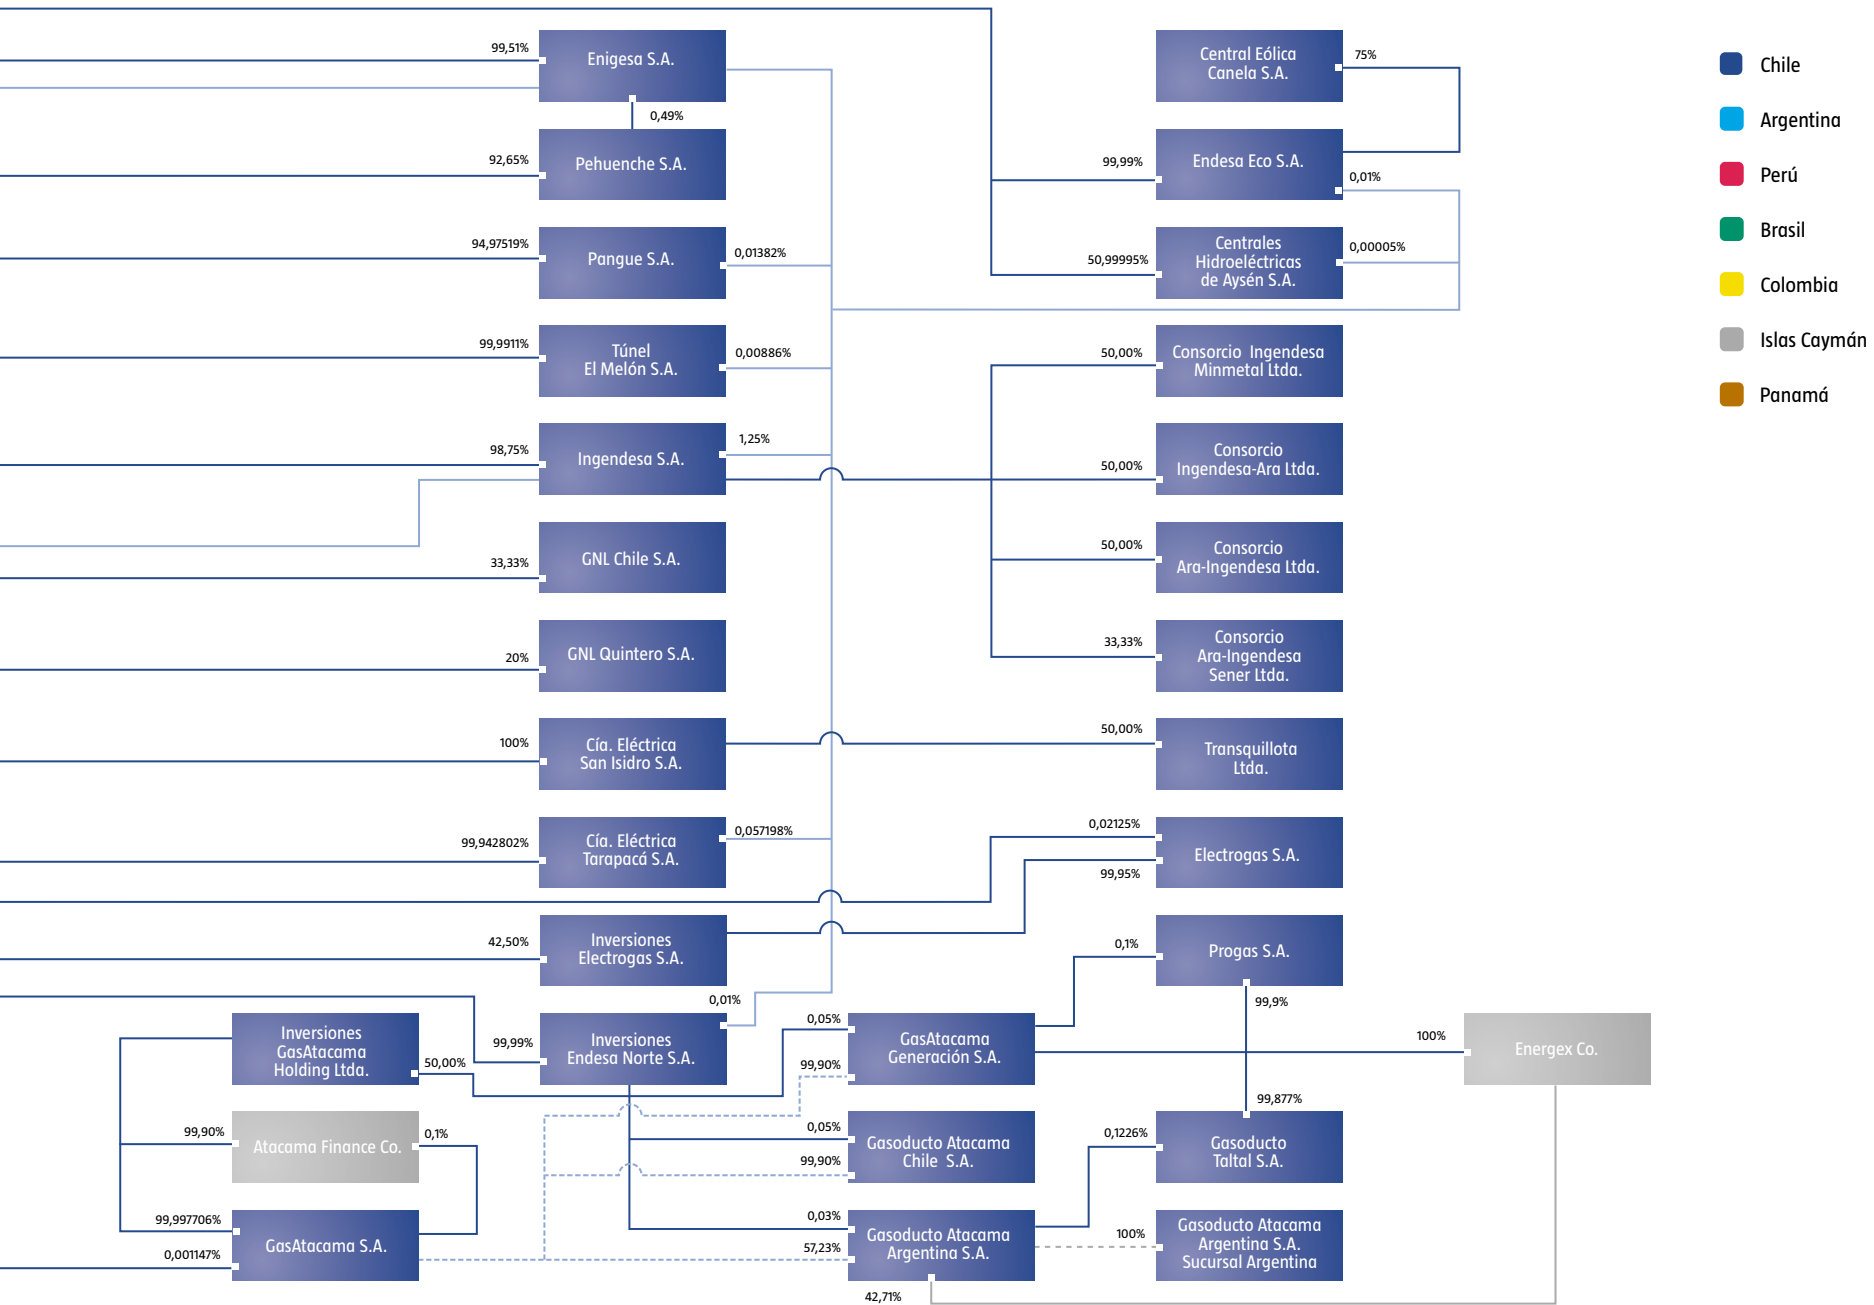 99,51%
Enigesa S.A.
0,49%
92,65%
Pehuenche S.A.
94,97519%
Pangue S.A.
0,01382%
99,9911%
Túnel
El Melón S.A.
0,00886%
98,75%
Ingendesa S.A.
1,25%
33,33%
GNL Chile S.A.
20%
GNL Quintero S.A.
100%
Cía. Eléctrica
San Isidro S.A.
99,942802%
Cía. Eléctrica
Tarapacá S.A.
0,057198%
42,50%
Inversiones
Electrogas S.A.
0,01%
99,99%
Inversiones
Endesa Norte S.A.
Inversiones
GasAtacama
Holding Ltda.
50,00%
99,90%
Atacama Finance Co.
0,1%
99,997706%
0,001147%
GasAtacama S.A.
0,05%
99,90%
GasAtacama
Generación S.A.
0,05%
99,90%
Gasoducto Atacama
Chile S.A.
0,03%
57,23%
Gasoducto Atacama
Argentina S.A.
42,71%
Central Eólica
Canela S.A.
75%
99,99%
Endesa Eco S.A.
0,01%
50,99995%
Centrales
Hidroeléctricas
de Aysén S.A.
0,00005%
50,00%
Consorcio Ingendesa
Minmetal Ltda.
50,00%
Consorcio
Ingendesa-Ara Ltda.
50,00%
Consorcio
Ara-Ingendesa Ltda.
33,33%
Consorcio
Ara-Ingendesa
Sener Ltda.
50,00%
Transquillota
Ltda.
0,02125%
99,95%
Electrogas S.A.
0,1%
Progas S.A.
99,9%
99,877%
0,1226%
Gasoducto
Taltal S.A.
100%
Gasoducto Atacama
Argentina S.A.
Sucursal Argentina
100%
Energex Co.
Chile
Argentina
Perú
Brasil
Colombia
Islas Caymán
Panamá